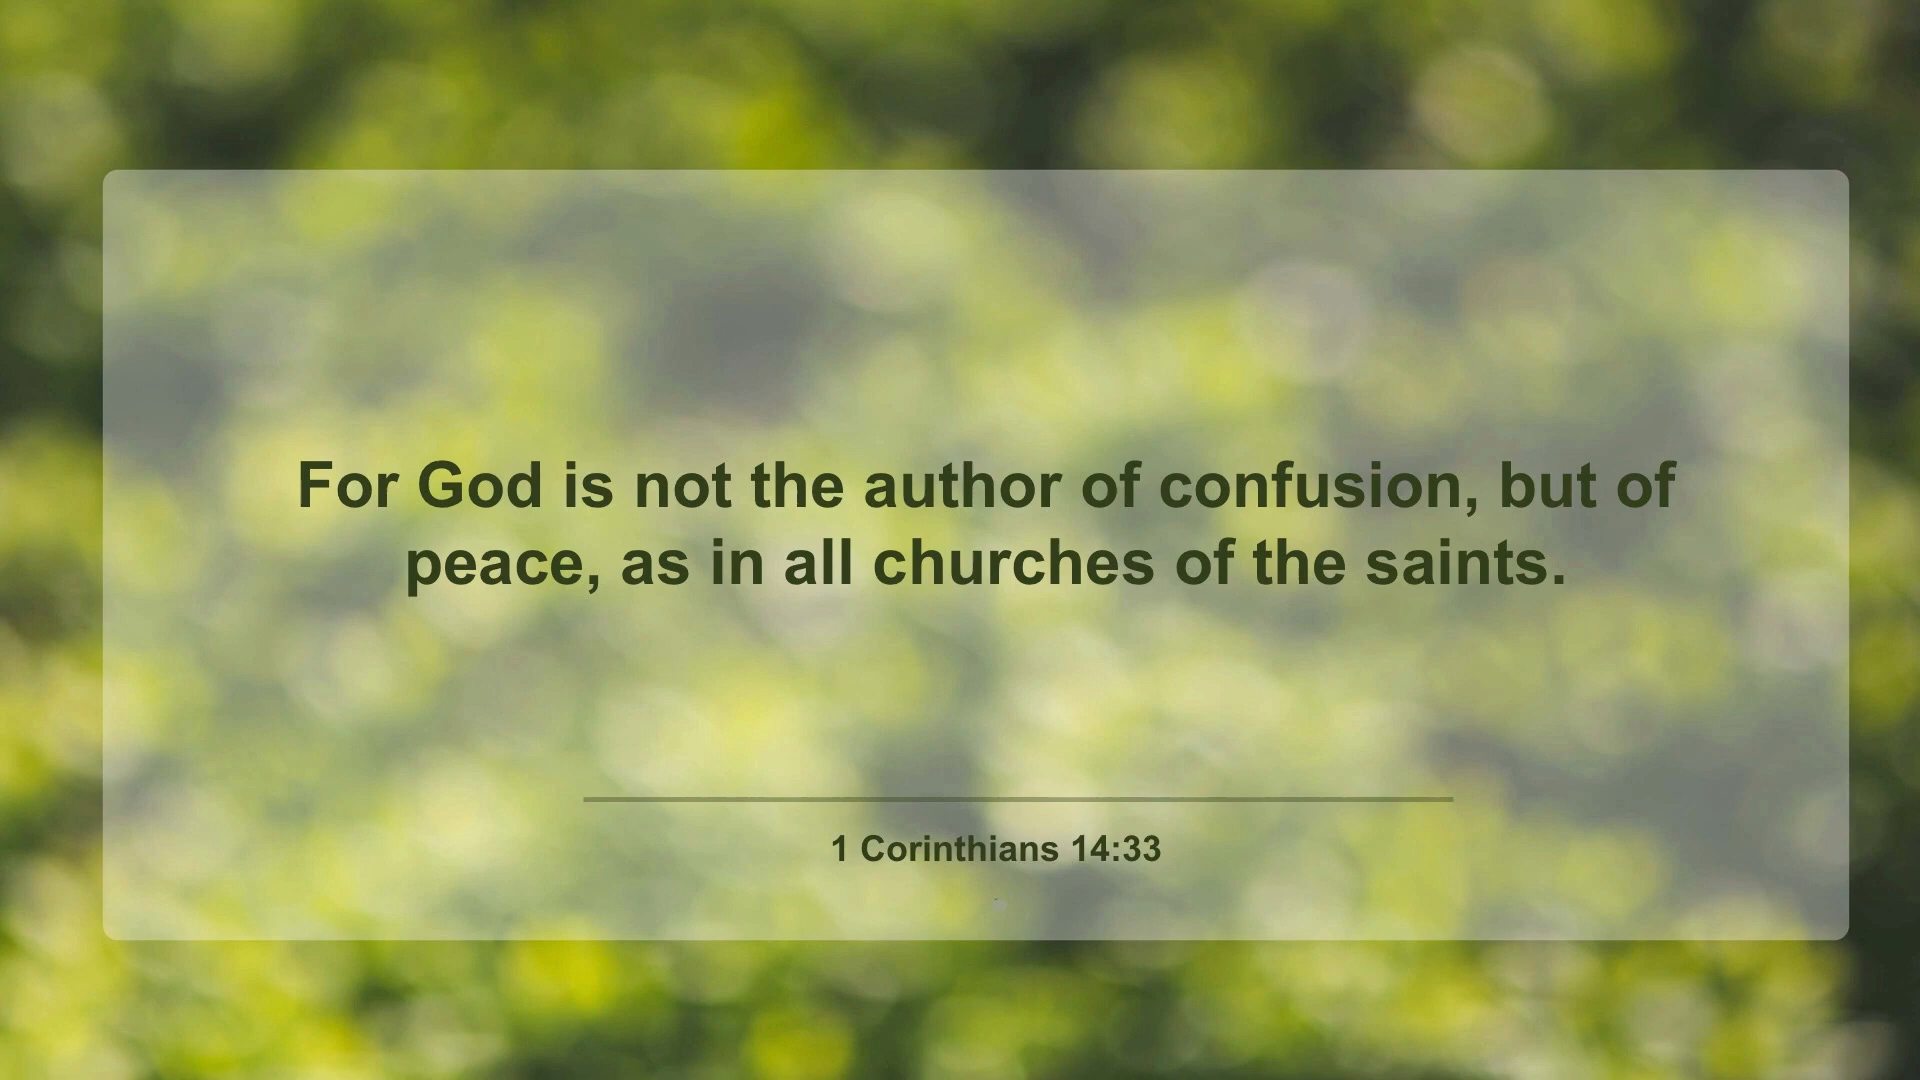 For God is not the author of confusion, but of
peace, as in all churches of the saints.
1 Corinthians 14:33